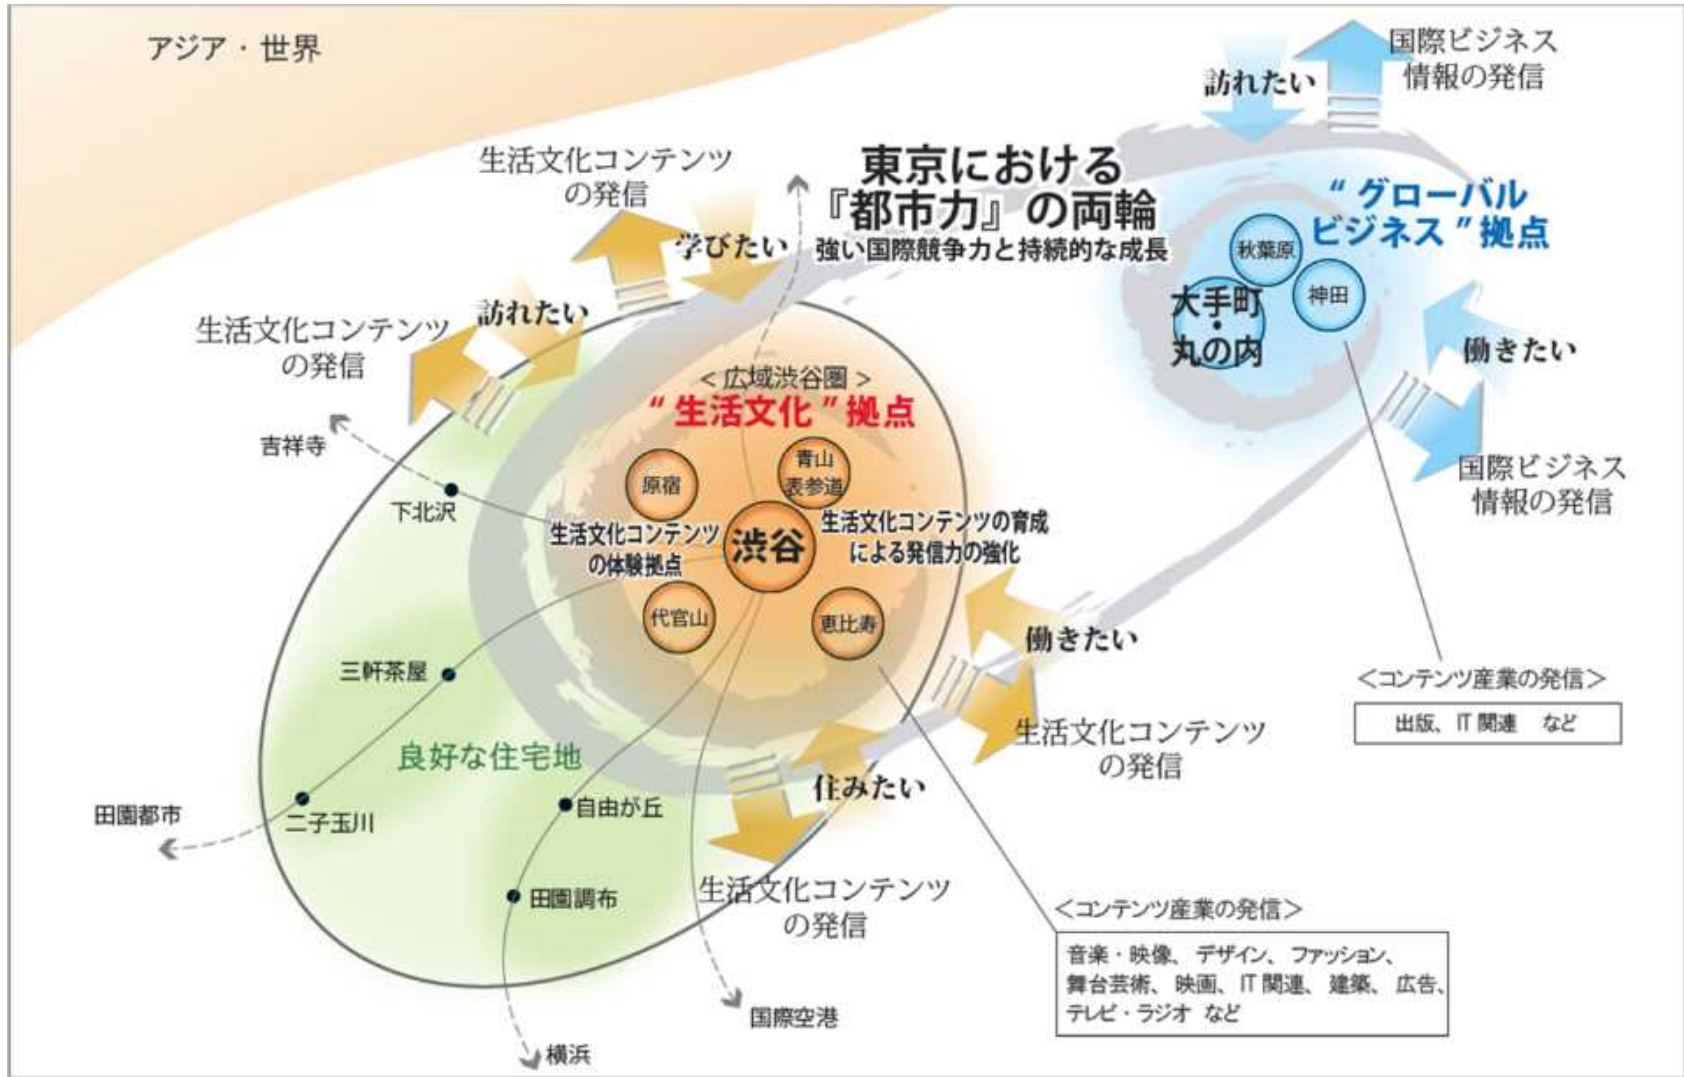 アジア・世界
国際ビジネス
情報の発信
訪れたい
生活文化コンテンツ
の発信
東京における
『都市力』の両輪
強い国際競争力と持続的な成長
“グローバル
ビジネス”拠点
学びたい
秋葉原
神田
大手町
・
丸の内
訪れたい
生活文化コンテンツ
の発信
働きたい
＜広域渋谷圏＞
“生活文化”拠点
吉祥寺
下北沢
原宿
青山
表参道
国際ビジネス
情報の発信
生活文化コンテンツ
の体験拠点
渋谷
生活文化コンテンツの育成
による発信力の強化
代官山
恵比寿
働きたい
三軒茶屋
＜コンテンツ産業の発信＞
出版、IT関連　など
生活文化コンテンツ
の発信
良好な住宅地
住みたい
田園都市
二子玉川
自由が丘
田園調布
生活文化コンテンツ
の発信
＜コンテンツ産業の発信＞
音楽・映像、デザイン、ファッション、
舞台芸術、映画、IT関連、建築、広告、
テレビ・ラジオ など
国際空港
横浜